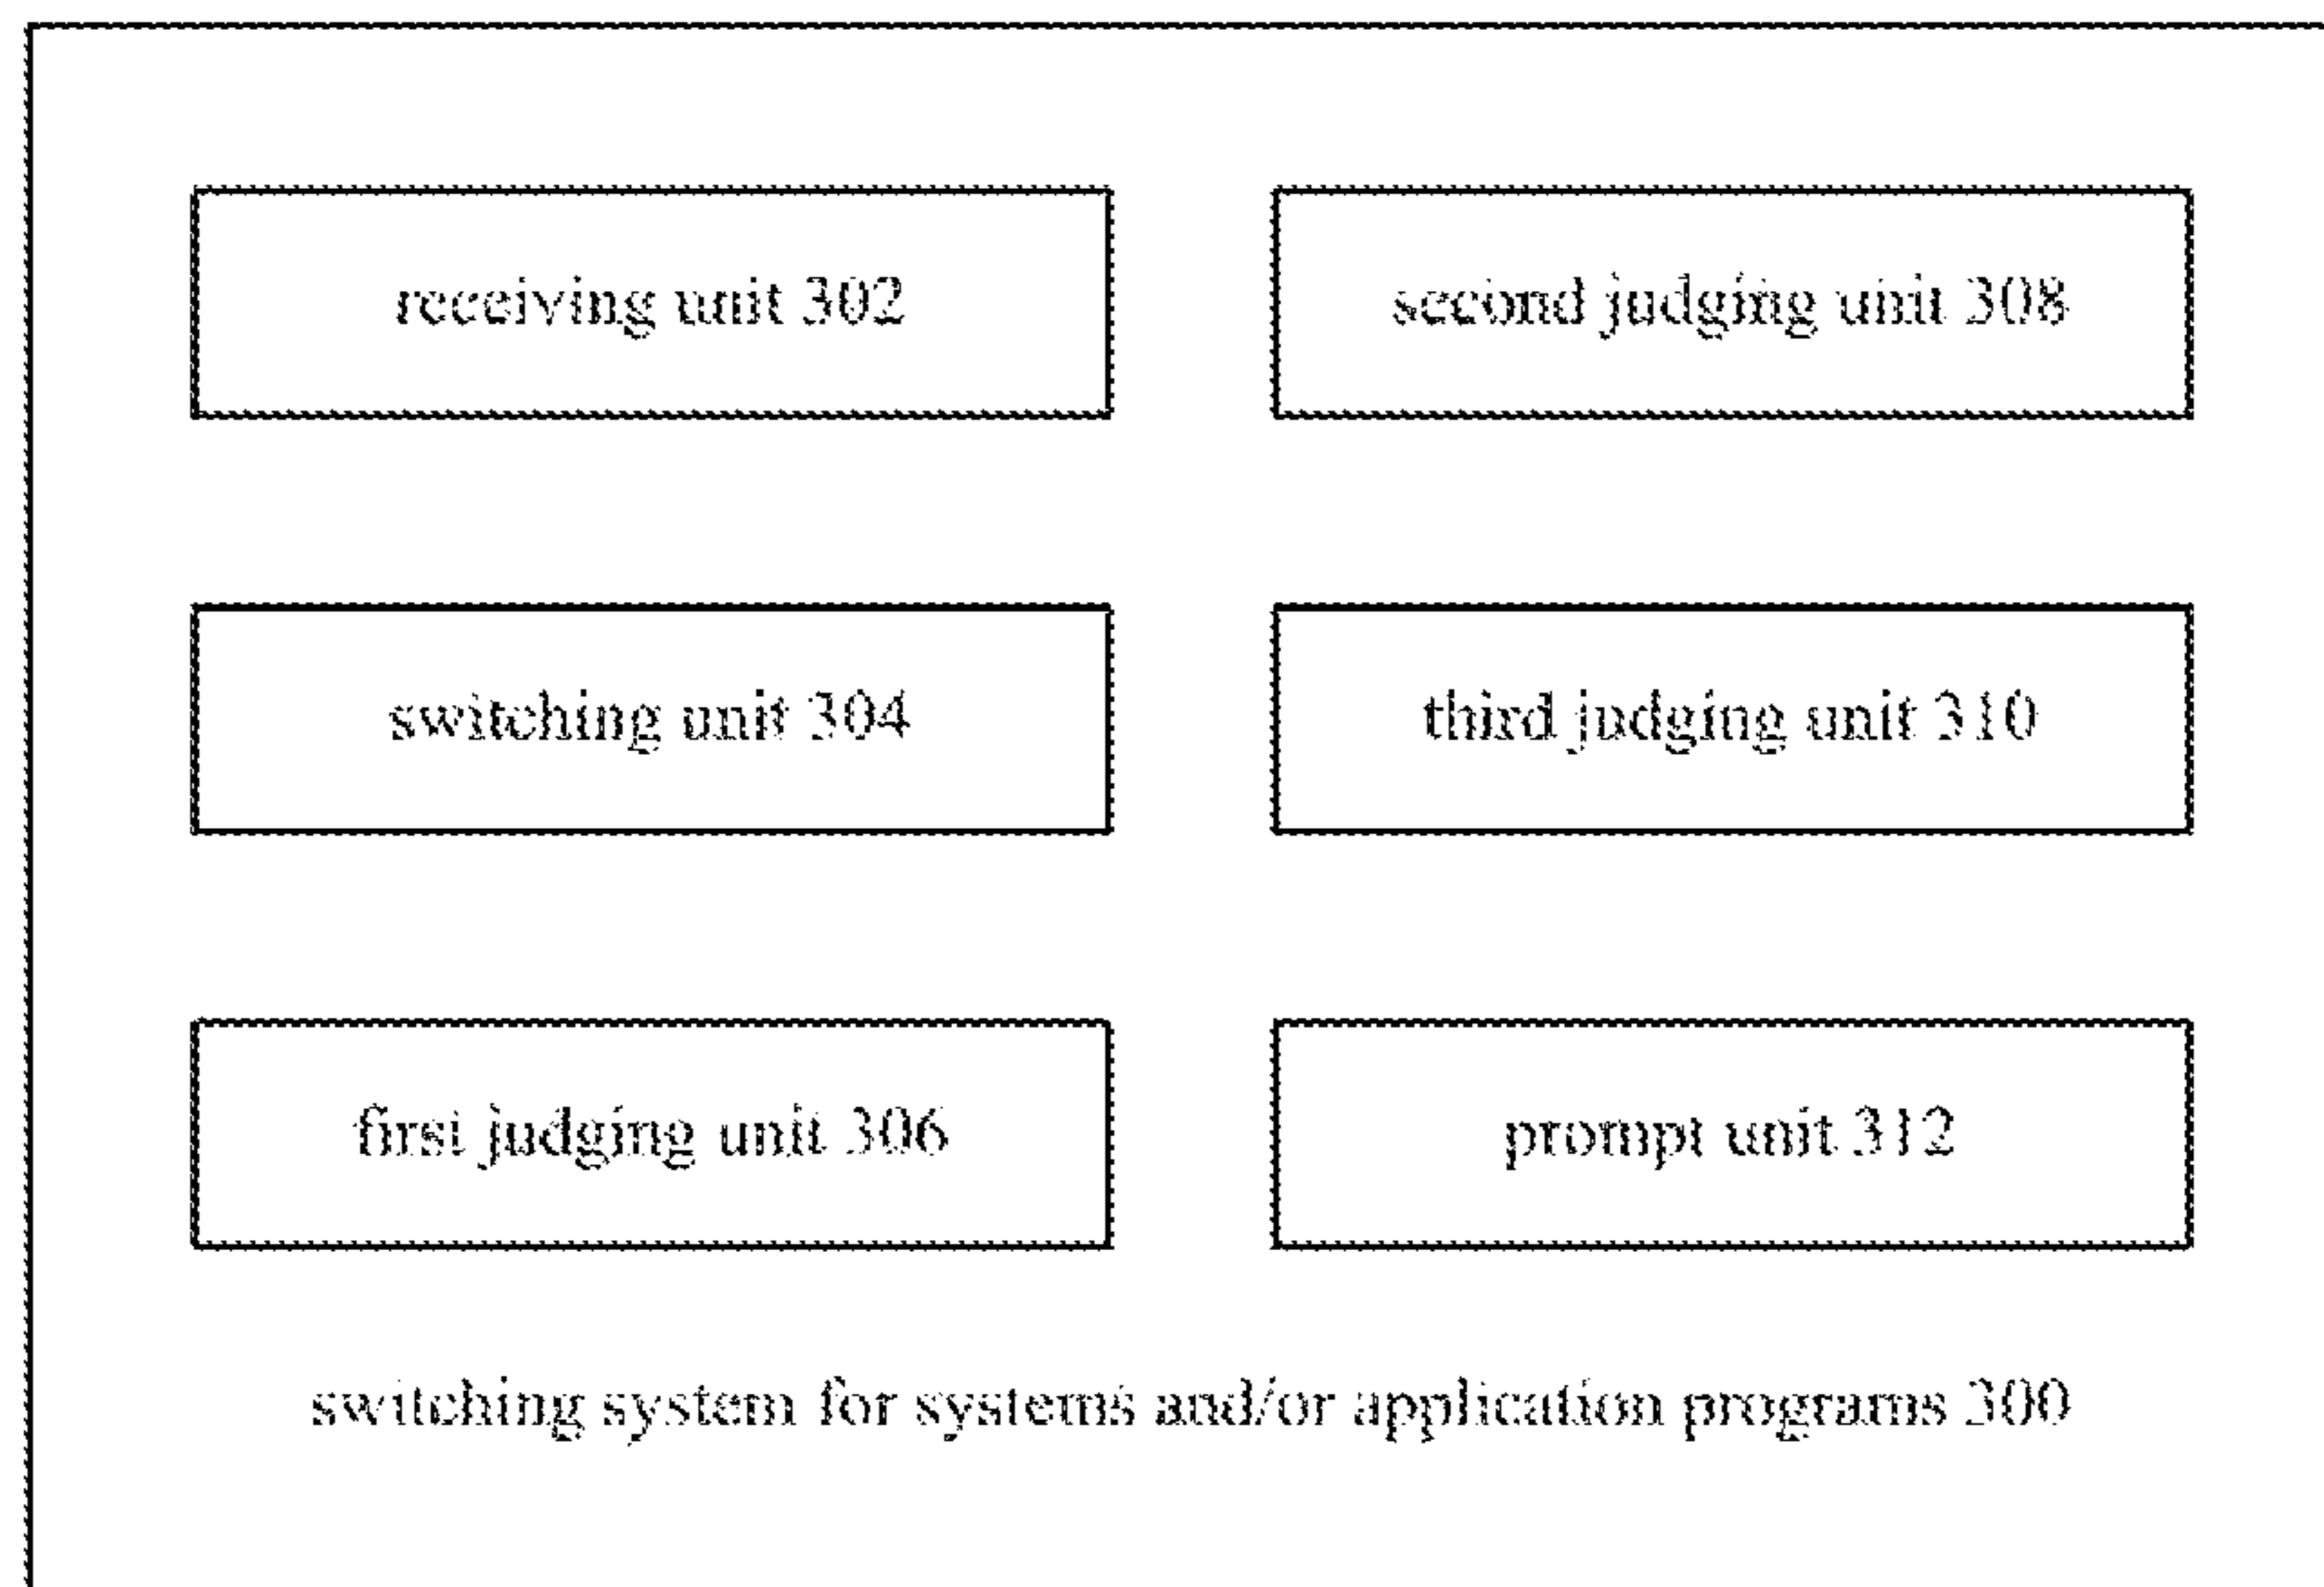 receiving unit 302
second judging unit 308
switching unit 304
third judging unit 310
first judging unit 306
prompt unit 312
switching system for systems and/or application programs 300